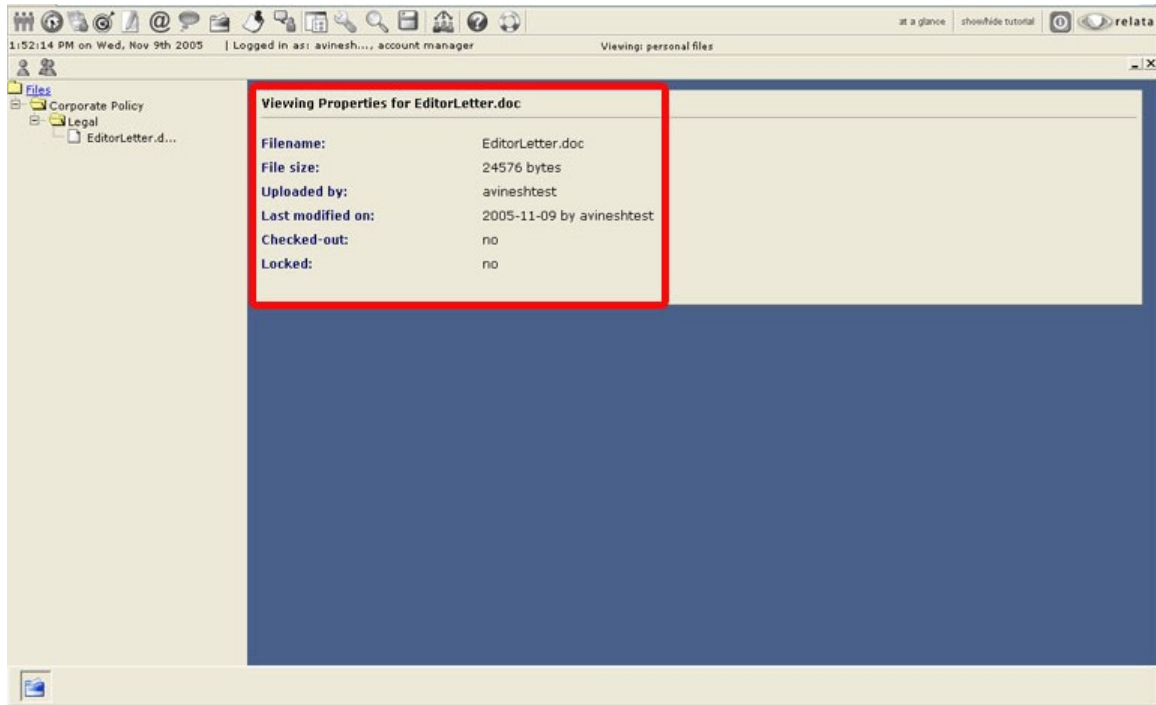 at a glance show/hide tutorial relata
1:52:14 PM on Wed, Nov 9th 2005 | Logged in as: avinesh..., account manager Viewing: personal files
Files
Corporate Policy
Legal
EditorLetter.d...
Viewing Properties for EditorLetter.doc
Filename: EditorLetter.doc
File size: 24576 bytes
Uploaded by: avineshtest
Last modified on: 2005-11-09 by avineshtest
Checked-out: no
Locked: no